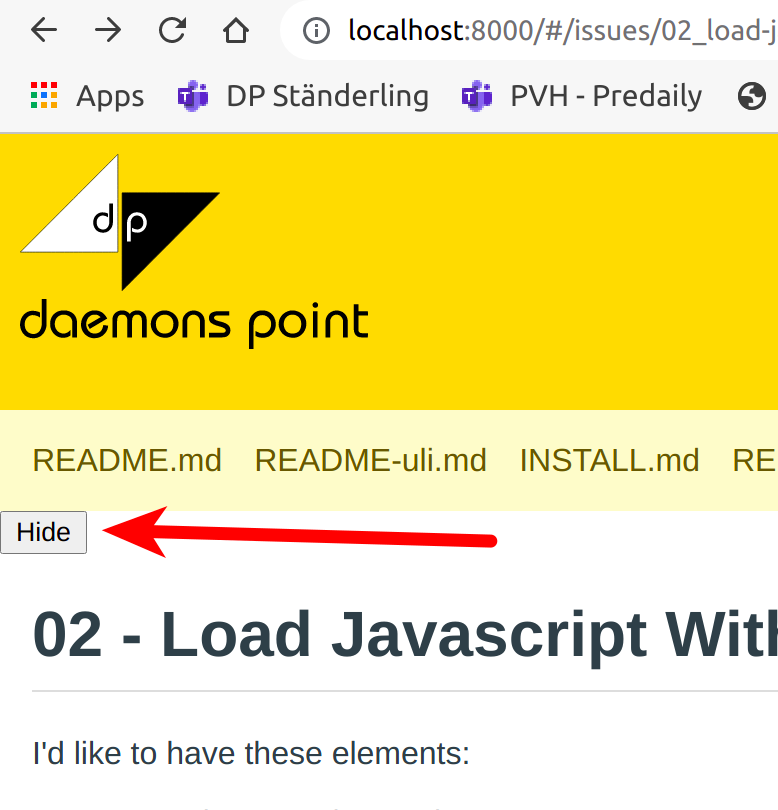 localhost:8000/#/issues/02_load-j
Apps DP Ständerling PVH - Predaily
dp
daemons point
README.md README-uli.md INSTALL.md RE
Hide
02 - Load Javascript With
I'd like to have these elements: